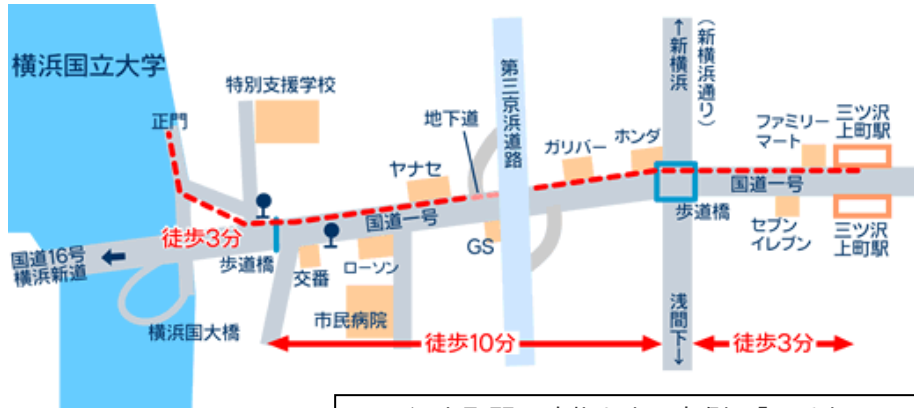 横浜国立大学
正門
特別支援学校
地下道
ヤナセ
第三京浜道路
ガリバー
ホンダ
↑新横浜
(新横浜通り)
ファミリー
マート
三ツ沢
上町駅
国道一号
国道一号
歩道橋
セブン
イレブン
三ツ沢
上町駅
徒歩3分
国道16号
横浜新道
歩道橋
交番
ローソン
GS
横浜国大橋
市民病院
浅間下↓
徒歩10分
徒歩3分